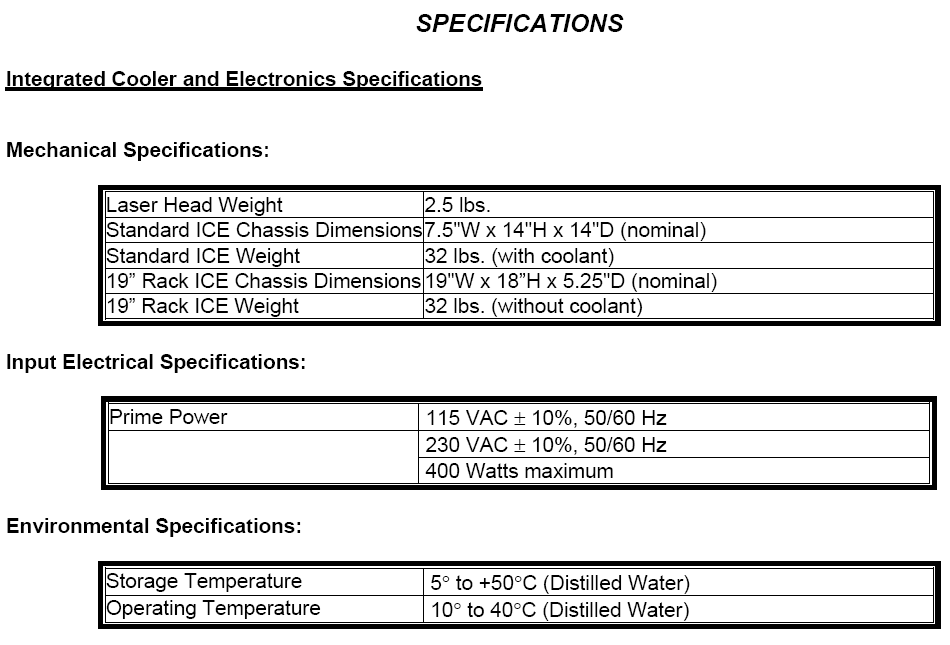 SPECIFICATIONS
Integrated Cooler and Electronics Specifications
Mechanical Specifications:
Laser Head Weight 2.5 lbs.
Standard ICE Chassis Dimensions 7.5"W x 14"H x 14"D (nominal)
Standard ICE Weight 32 lbs. (with coolant)
19” Rack ICE Chassis Dimensions 19"W x 18”H x 5.25"D (nominal)
19” Rack ICE Weight 32 lbs. (without coolant)
Input Electrical Specifications:
Prime Power 115 VAC ± 10%, 50/60 Hz
230 VAC ± 10%, 50/60 Hz
400 Watts maximum
Environmental Specifications:
Storage Temperature 5° to +50°C (Distilled Water)
Operating Temperature 10° to 40°C (Distilled Water)